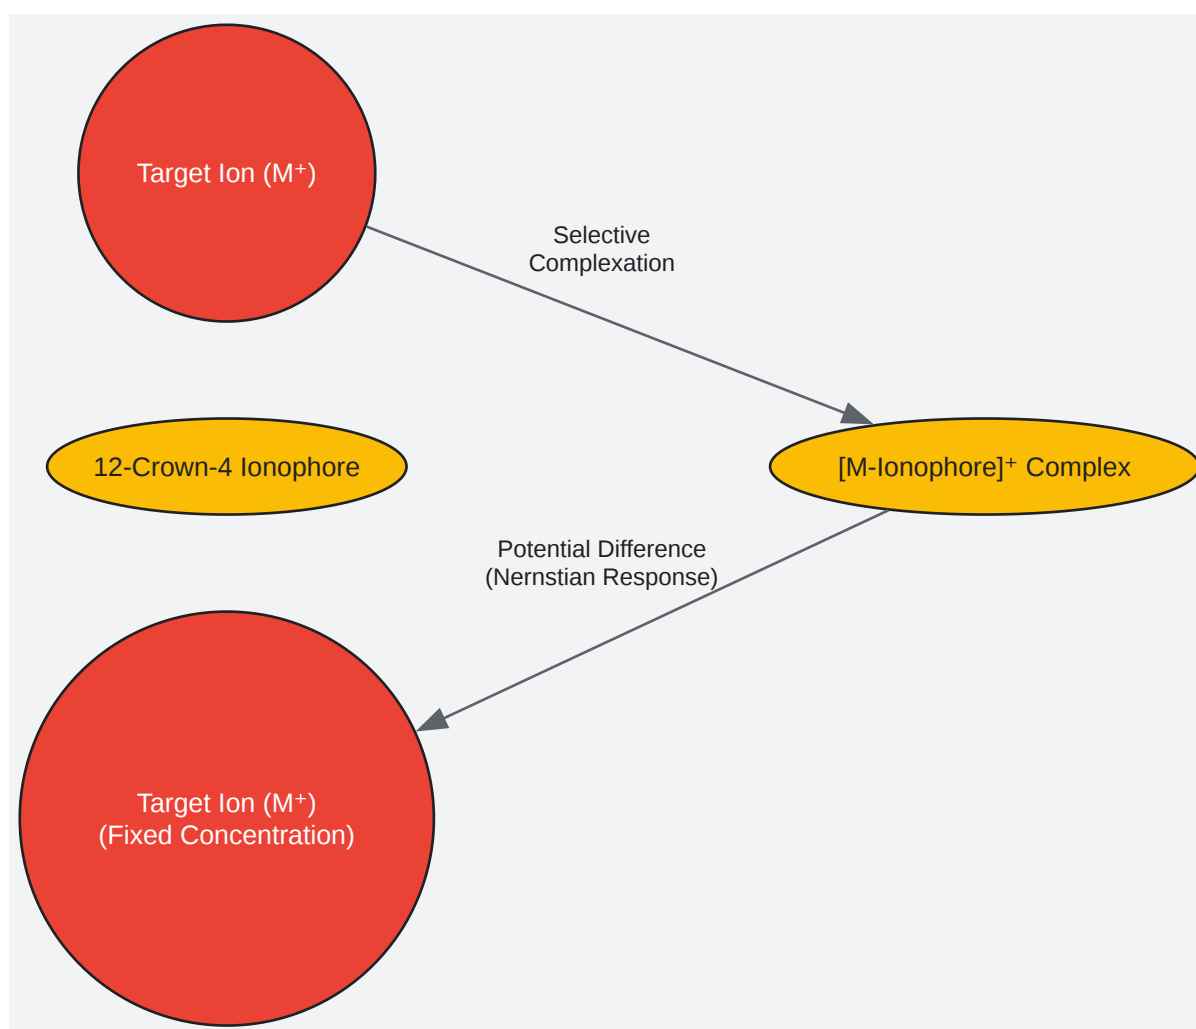 Target Ion (M⁺)
Selective
Complexation
12-Crown-4 Ionophore
[M-Ionophore]⁺ Complex
Potential Difference
(Nernstian Response)
Target Ion (M⁺)
(Fixed Concentration)